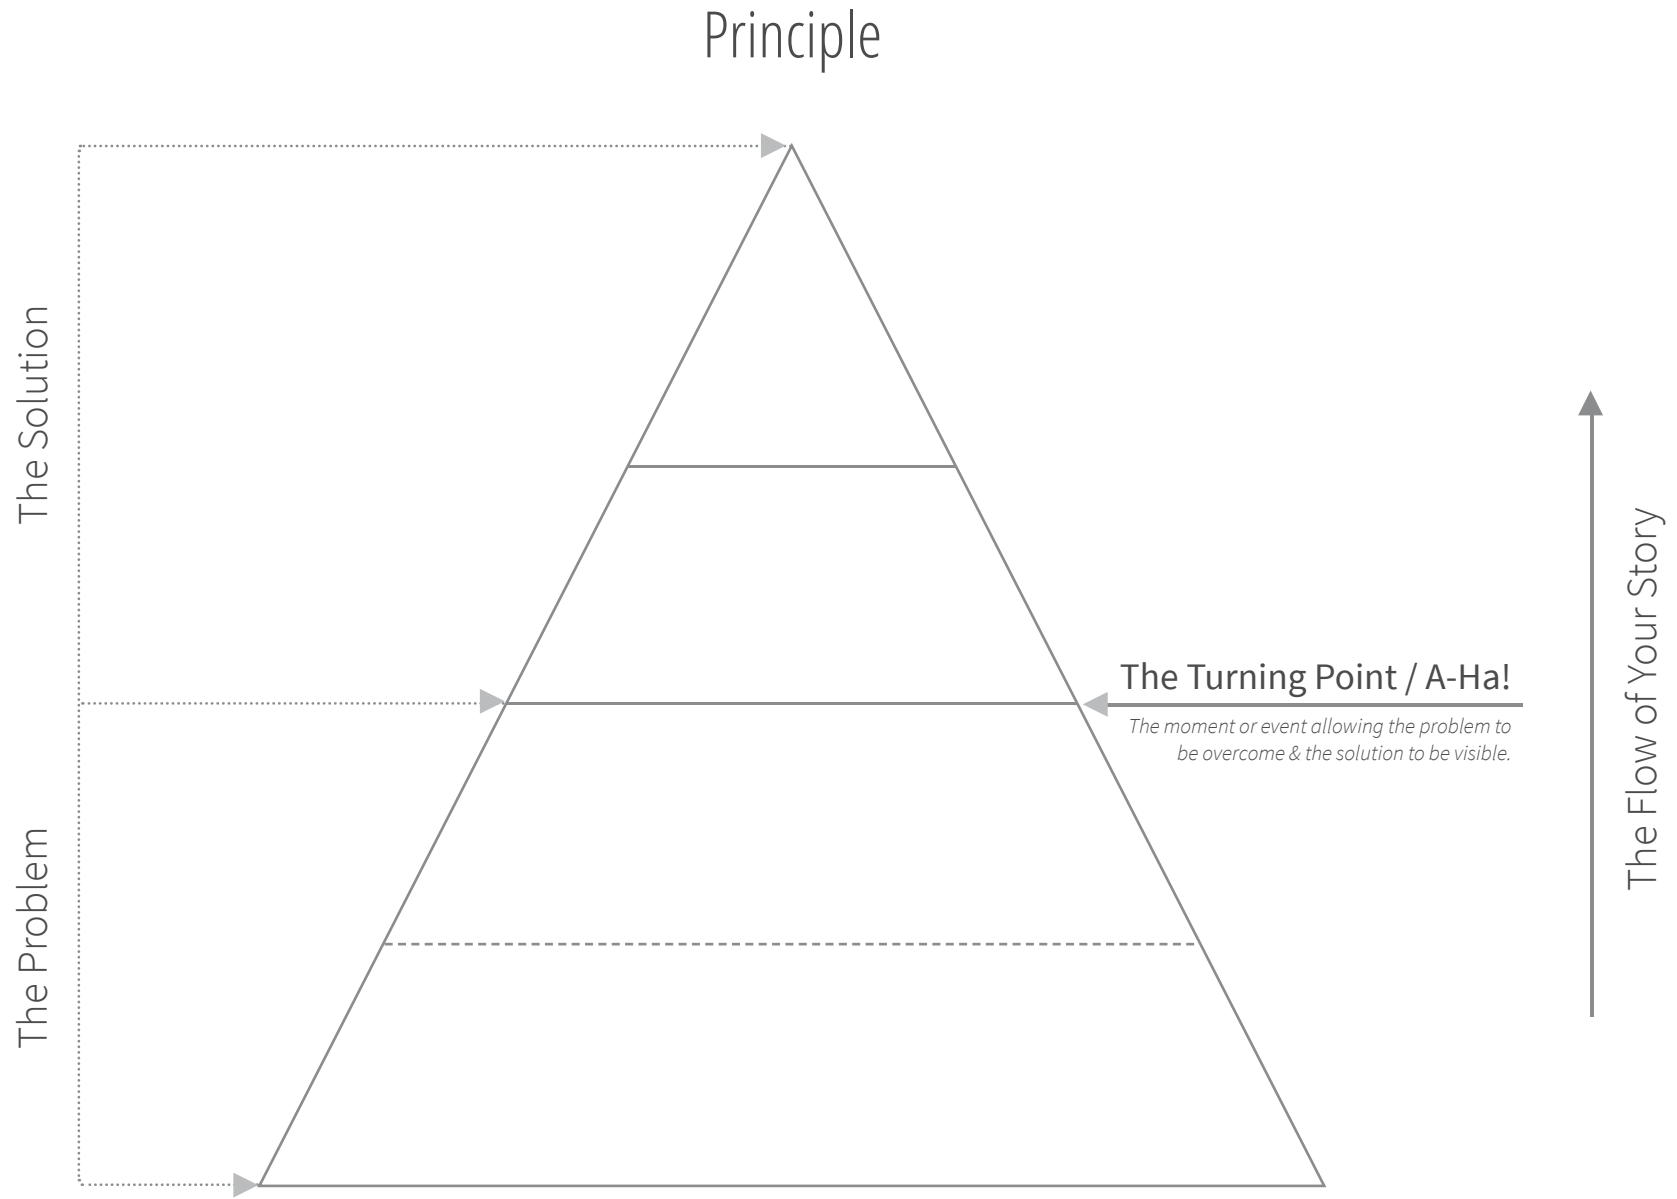 Principle
The Solution
The Turning Point / A-Ha!
The moment or event allowing the problem to
be overcome & the solution to be visible.
The Flow of Your Story
The Problem